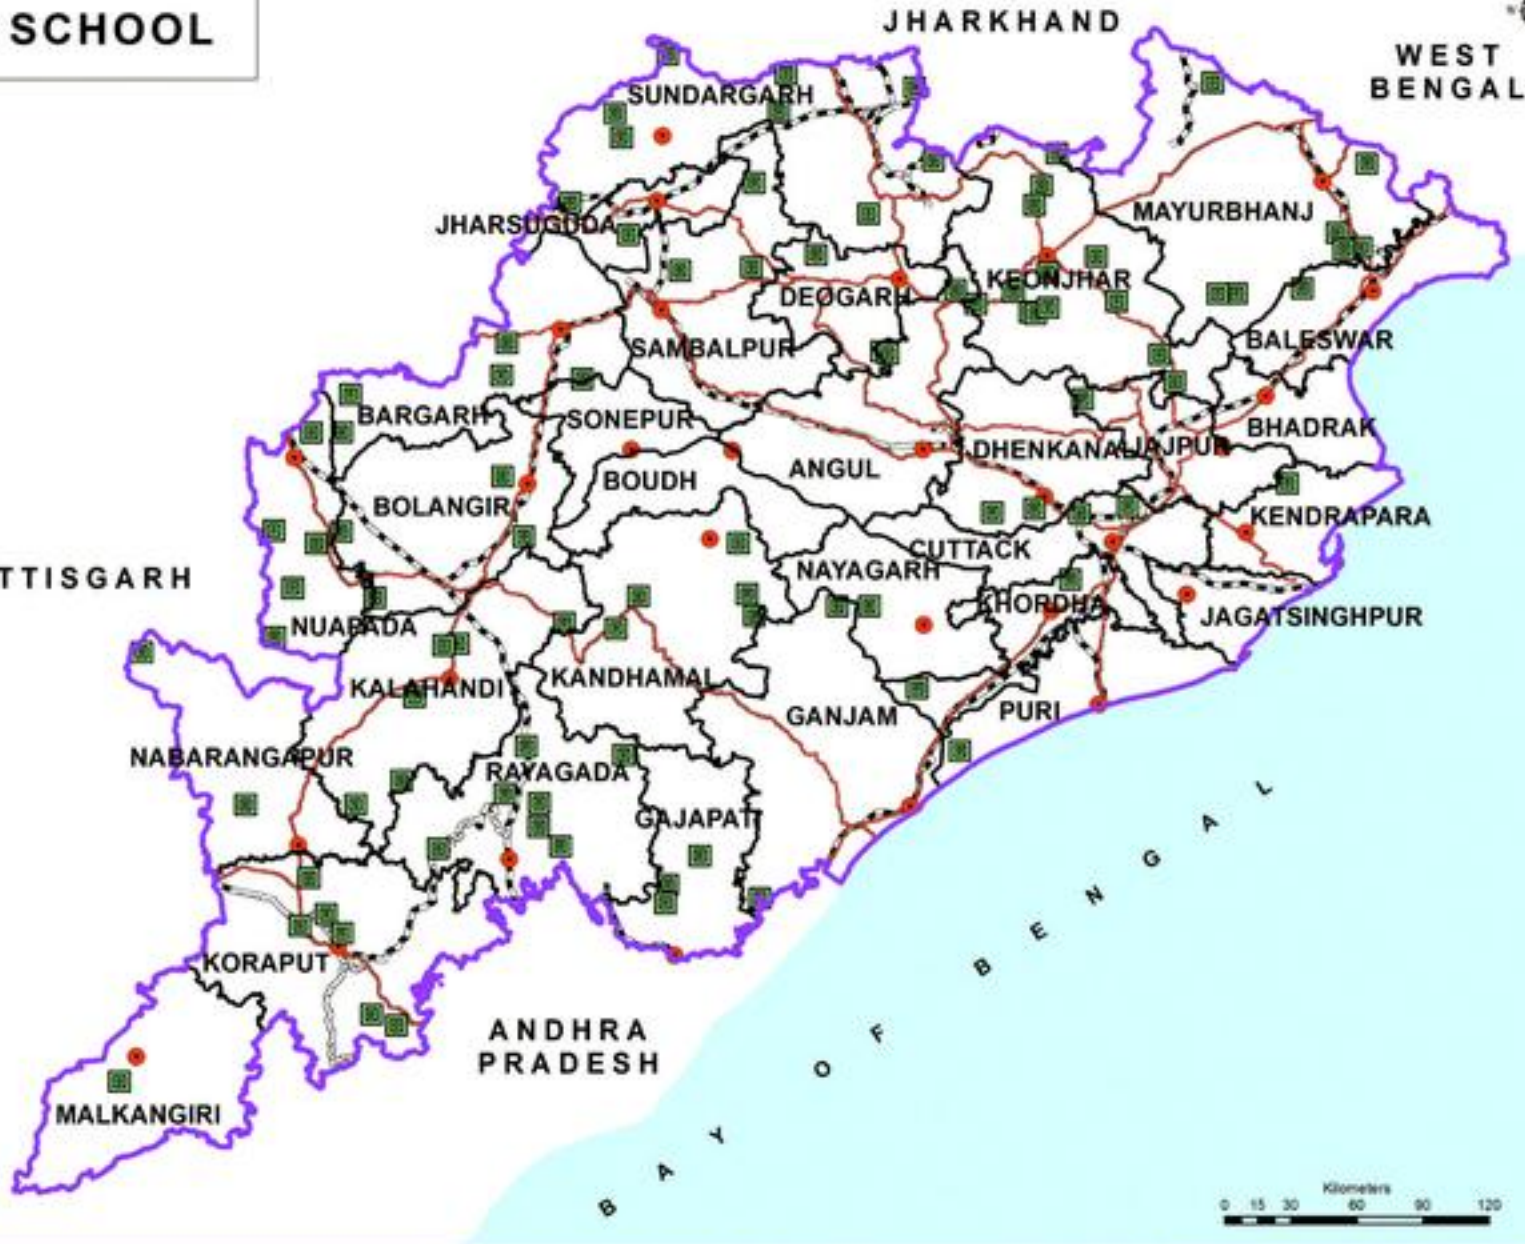 SCHOOL
JHARKHAND
WEST
BENGAL
SUNDARGARH
JHARSUGUDA
MAYURBHANJ
KEONJHAR
DEOGARH
SAMBALPUR
BALESWAR
BARGARH
SONEPUR
BHADRAK
DHENKANAL
JAJPUR
ANGUL
BOUDH
BOLANGIR
KENDRAPARA
CUTTACK
NAYAGARH
TTISGARH
KHORDHA
JAGATSINGHPUR
NUAPADA
KANDHAMAL
KALAHANDI
GANJAM
PURI
NABARANGAPUR
RAYAGADA
GAJAPATI
KORAPUT
ANDHRA
PRADESH
MALKANGIRI
BAY OF BENGAL
Kilometers
0 15 30 60 90 120